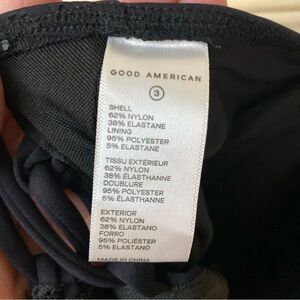 GOOD AMERICAN
3
SHELL
62% NYLON
38% ELASTANE
LINING
95% POLYESTER
5% ELASTANE
TISSU EXTÉRIEUR
62% NYLON
38% ÉLASTHANNE
DOUBLURE
95% POLYESTER
5% ÉLASTHANNE
EXTERIOR
62% NYLON
38% ELASTANO
FORRO
95% POLIÉSTER
5% ELASTANO
MADE IN CHINA